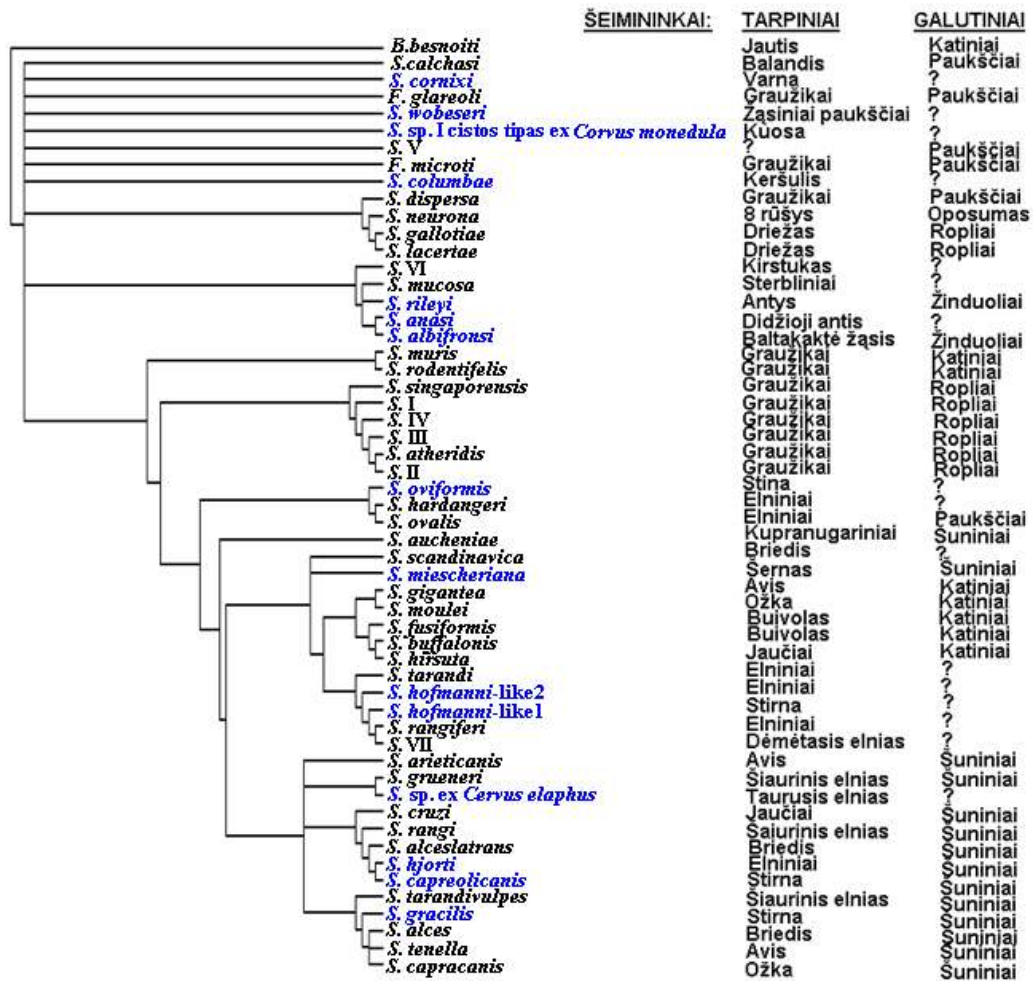 ŠEIMININKAI: TARPINIAI GALUTINIAI
B.besnoiti Jautis Katiniai
S.calchasi Balandis Paukščiai
S. cornixi Varna ?
F. glareoli Graužikai Paukščiai
S. wobeseri Žąsiniai paukščiai ?
S. sp. I cistos tipas ex Corvus monedula Kuosa ?
S. V ? Paukščiai
F. microti Graužikai Paukščiai
S. columbae Keršulis ?
S. dispersa Graužikai Paukščiai
S. neurona 8 rūšys Oposumas
S. gallotiae Driežas Ropliai
S. lacertae Driežas Ropliai
S. VI Kirstukas ?
S. mucosa Sterbliniai ?
S. rileyi Antys Žinduoliai
S. anasi Didžioji antis ?
S. albifronsi Baltakaktė žąsis Žinduoliai
S. muris Graužikai Katiniai
S. rodentifelis Graužikai Katiniai
S. singaporensis Graužikai Ropliai
S. I Graužikai Ropliai
S. IV Graužikai Ropliai
S. III Graužikai Ropliai
S. atheridis Graužikai Ropliai
S. II Graužikai Ropliai
S. oviformis Stina ?
S. hardangeri Elniniai ?
S. ovalis Elniniai Paukščiai
S. aucheniae Kupranugariniai Šuniniai
S. scandinavica Briedis ?
S. miescheriana Šernas Šuniniai
S. gigantea Avis Katiniai
S. moulei Ožka Katiniai
S. fusiformis Buivolas Katiniai
S. buffalonis Buivolas Katiniai
S. hirsuta Jaučiai Katiniai
S. tarandi Elniniai ?
S. hofmanni-like2 Elniniai ?
S. hofmanni-like1 Stirna ?
S. rangiferi Elniniai ?
S. VII Dėmėtasis elnias ?
S. arieticanis Avis Šuniniai
S. grueneri Šiaurinis elnias Šuniniai
S. sp. ex Cervus elaphus Taurusis elnias ?
S. cruzi Jaučiai Šuniniai
S. rangi Šaiurinis elnias Šuniniai
S. alceslatrans Briedis Šuniniai
S. hjorti Elniniai Šuniniai
S. capreolicanis Stirna Šuniniai
S. tarandivulpes Šiaurinis elnias Šuniniai
S. gracilis Stirna Šuniniai
S. alces Briedis Šuniniai
S. tenella Avis Šuniniai
S. capracanis Ožka Šuniniai